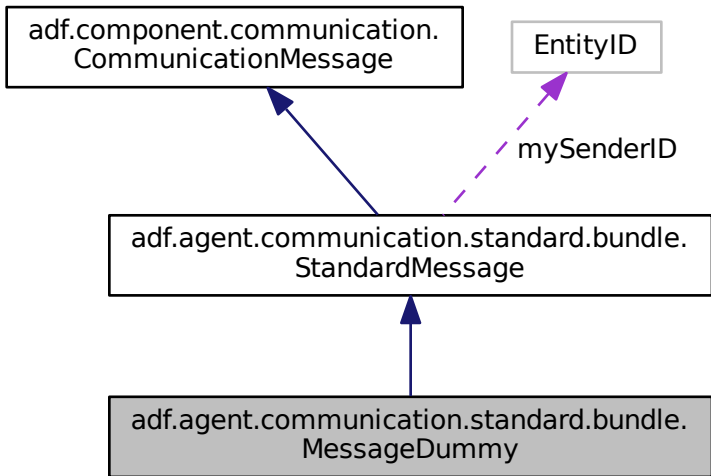 adf.component.communication.
CommunicationMessage
EntityID
mySenderID
adf.agent.communication.standard.bundle.
StandardMessage
adf.agent.communication.standard.bundle.
MessageDummy